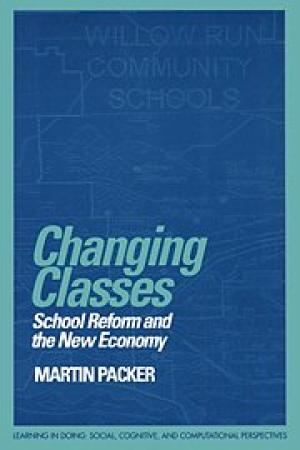 WILLOW RUN
COMMUNITY
SCHOOLS
Changing
Classes
School Reform and
the New Economy
MARTIN PACKER
LEARNING IN DOING: SOCIAL, COGNITIVE, AND COMPUTATIONAL PERSPECTIVES